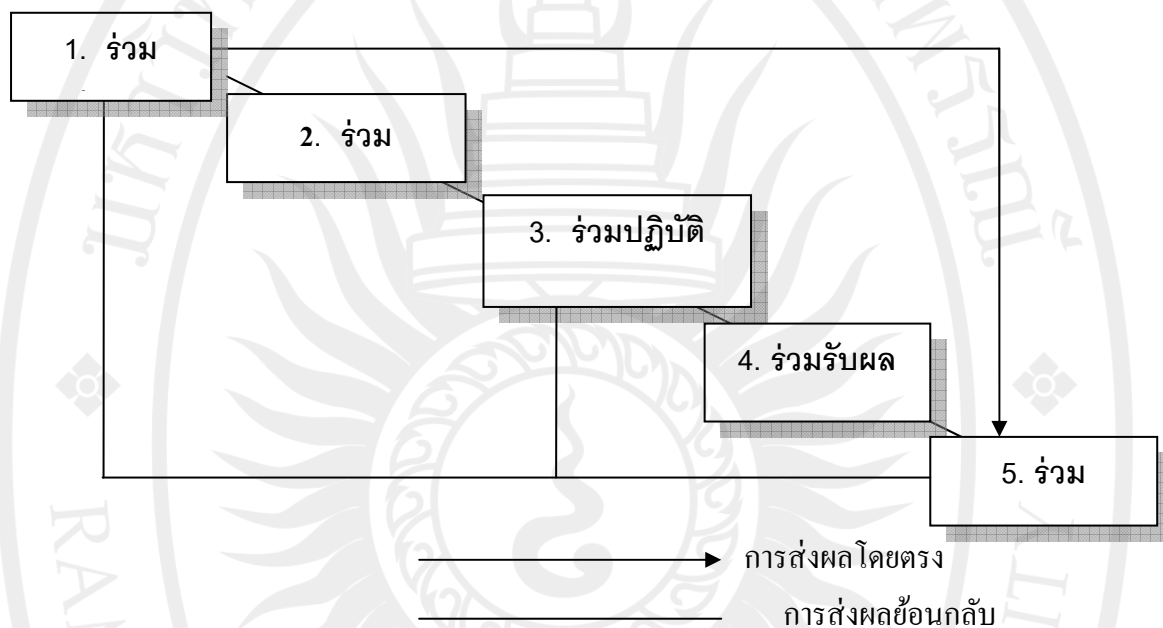 1. ร่วม
2. ร่วม
3. ร่วมปฏิบัติ
4. ร่วมรับผล
5. ร่วม
การส่งผลโดยตรง
การส่งผลย้อนกลับ